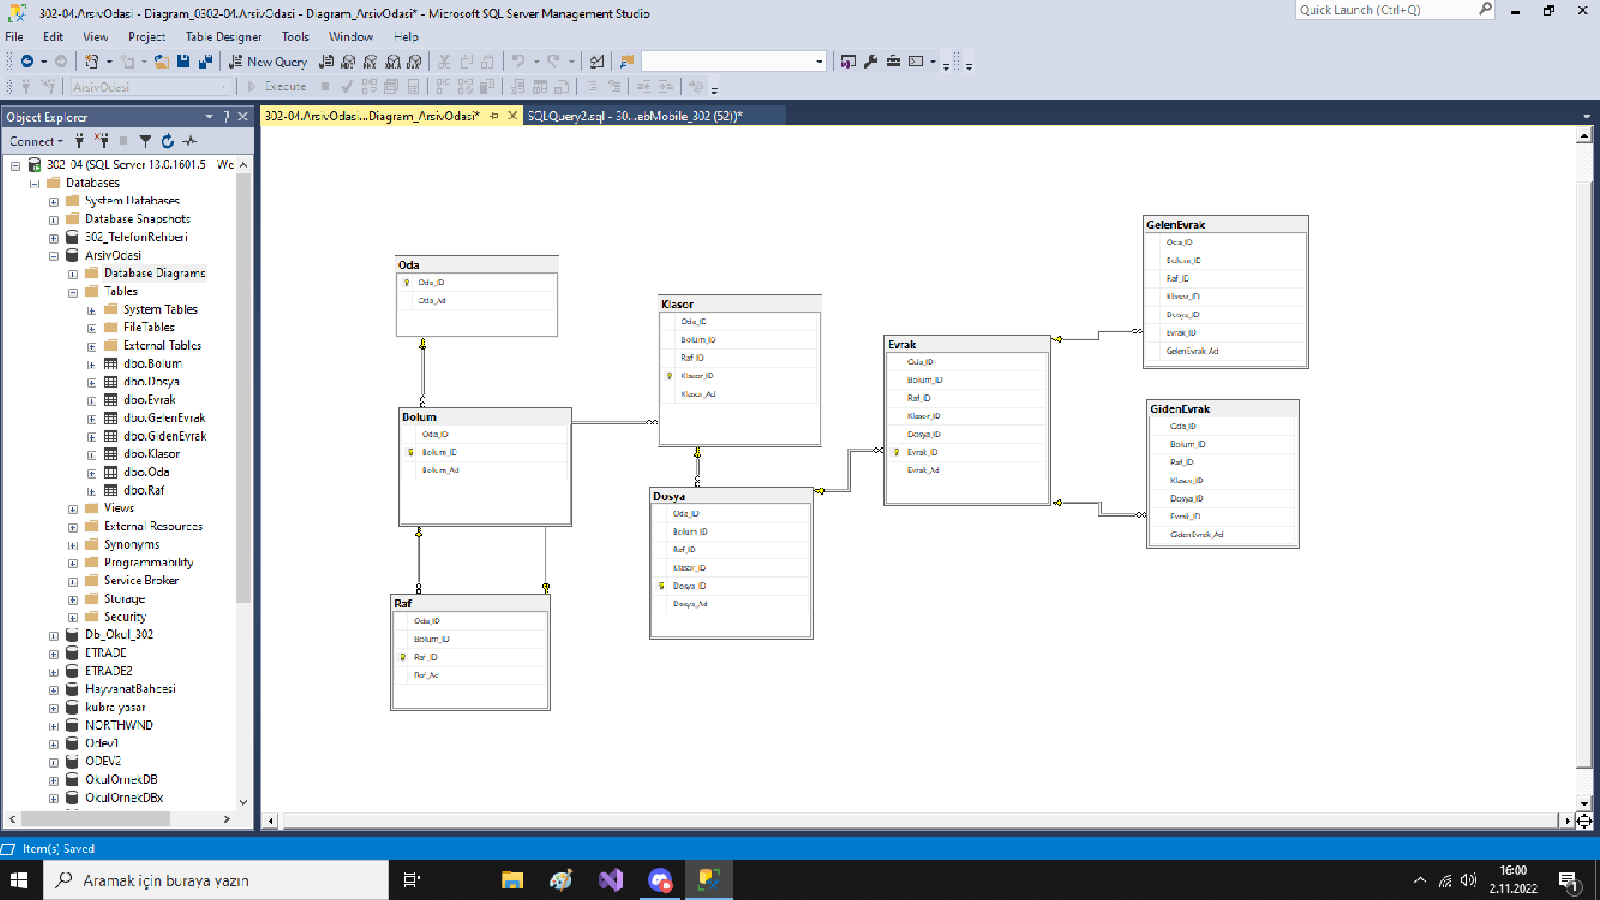 302-04.ArsivOdasi - Diagram_0302-04.ArsivOdasi - Diagram_ArsivOdasi* - Microsoft SQL Server Management Studio
Quick Launch (Ctrl+Q)
File Edit View Project Table Designer Tools Window Help
New Query
ArsivOdasi Execute
Object Explorer
302-04.ArsivOdasi...Diagram_ArsivOdasi*
SQLQuery2.sql - 30...ebMobile_302 (52))*
Connect
302-04 (SQL Server 13.0.1601.5 - We
Databases
System Databases
Database Snapshots
302_TelefonRehberi
ArsivOdasi
Database Diagrams
Tables
System Tables
FileTables
External Tables
dbo.Bolum
dbo.Dosya
dbo.Evrak
dbo.GelenEvrak
dbo.GidenEvrak
dbo.Klasor
dbo.Oda
dbo.Raf
Views
External Resources
Synonyms
Programmability
Service Broker
Storage
Security
Db_Okul_302
ETRADE
ETRADE2
HayvanatBahcesi
kubra yasar
NORTHWND
Odev1
ODEV2
OkulOrnekDB
OkulOrnekDBx
Oda
Oda_ID
Oda_Ad
Bolum
Oda_ID
Bolum_ID
Bolum_Ad
Raf
Oda_ID
Bolum_ID
Raf_ID
Raf_Ad
Klasor
Oda_ID
Bolum_ID
Raf_ID
Klasor_ID
Klasor_Ad
Dosya
Oda_ID
Bolum_ID
Raf_ID
Klasor_ID
Dosya_ID
Dosya_Ad
Evrak
Oda_ID
Bolum_ID
Raf_ID
Klasor_ID
Dosya_ID
Evrak_ID
Evrak_Ad
GelenEvrak
Oda_ID
Bolum_ID
Raf_ID
Klasor_ID
Dosya_ID
Evrak_ID
GelenEvrak_Ad
GidenEvrak
Oda_ID
Bolum_ID
Raf_ID
Klasor_ID
Dosya_ID
Evrak_ID
GidenEvrak_Ad
Item(s) Saved
Aramak için buraya yazın
16:00
2.11.2022
1